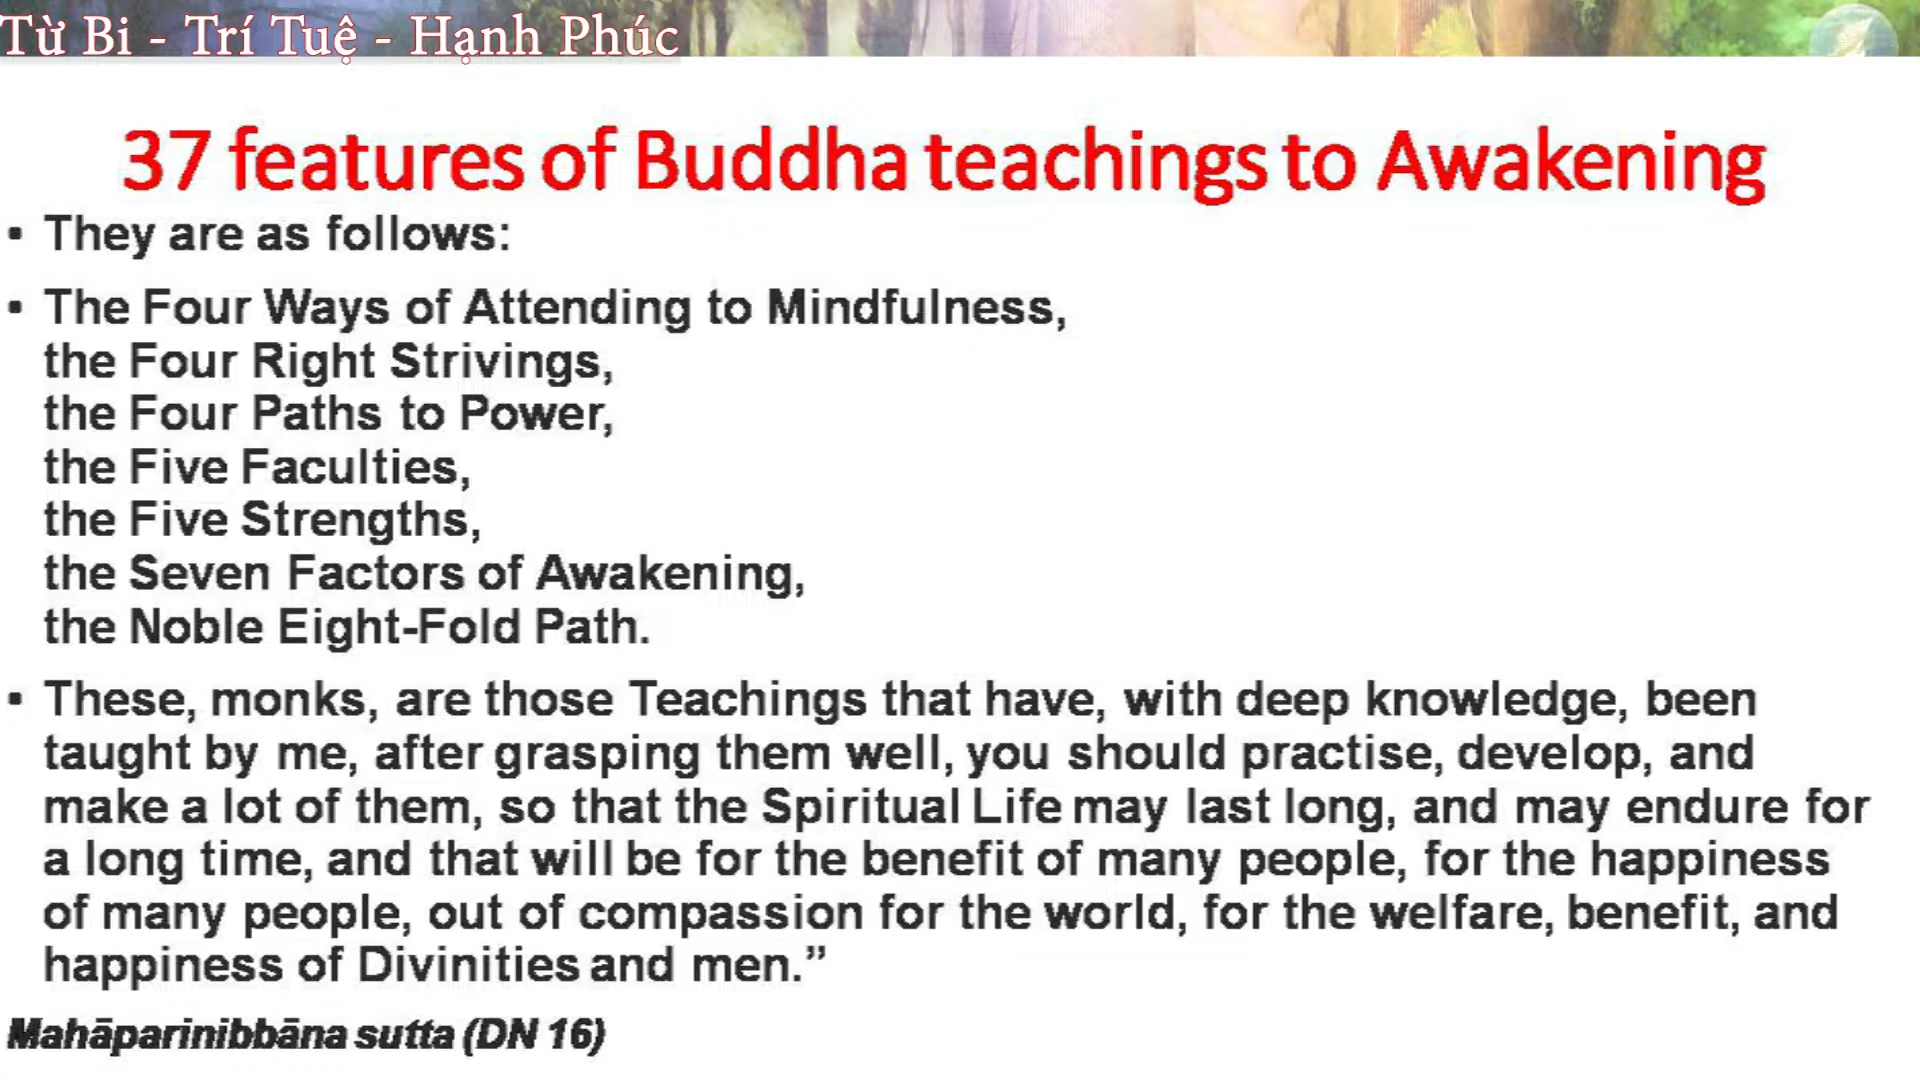 Từ Bi - Trí Tuệ - Hạnh Phúc
37 features of Buddha teachings to Awakening
▪ They are as follows:
▪ The Four Ways of Attending to Mindfulness,
the Four Right Strivings,
the Four Paths to Power,
the Five Faculties,
the Five Strengths,
the Seven Factors of Awakening,
the Noble Eight-Fold Path.
▪ These, monks, are those Teachings that have, with deep knowledge, been
taught by me, after grasping them well, you should practise, develop, and
make a lot of them, so that the Spiritual Life may last long, and may endure for
a long time, and that will be for the benefit of many people, for the happiness
of many people, out of compassion for the world, for the welfare, benefit, and
happiness of Divinities and men.”
Mahāparinibbāna sutta (DN 16)